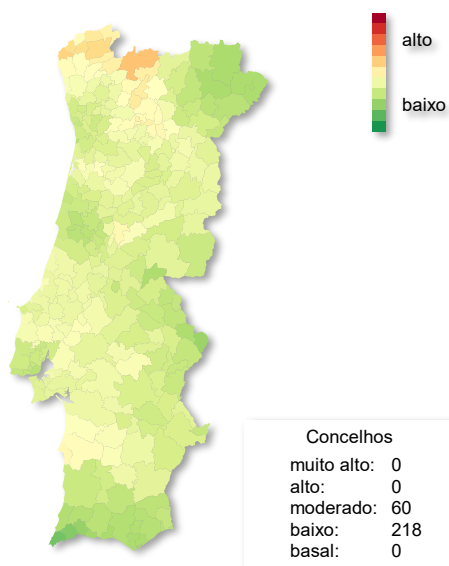 alto
baixo
Concelhos
muito alto: 0
alto: 0
moderado: 60
baixo: 218
basal: 0